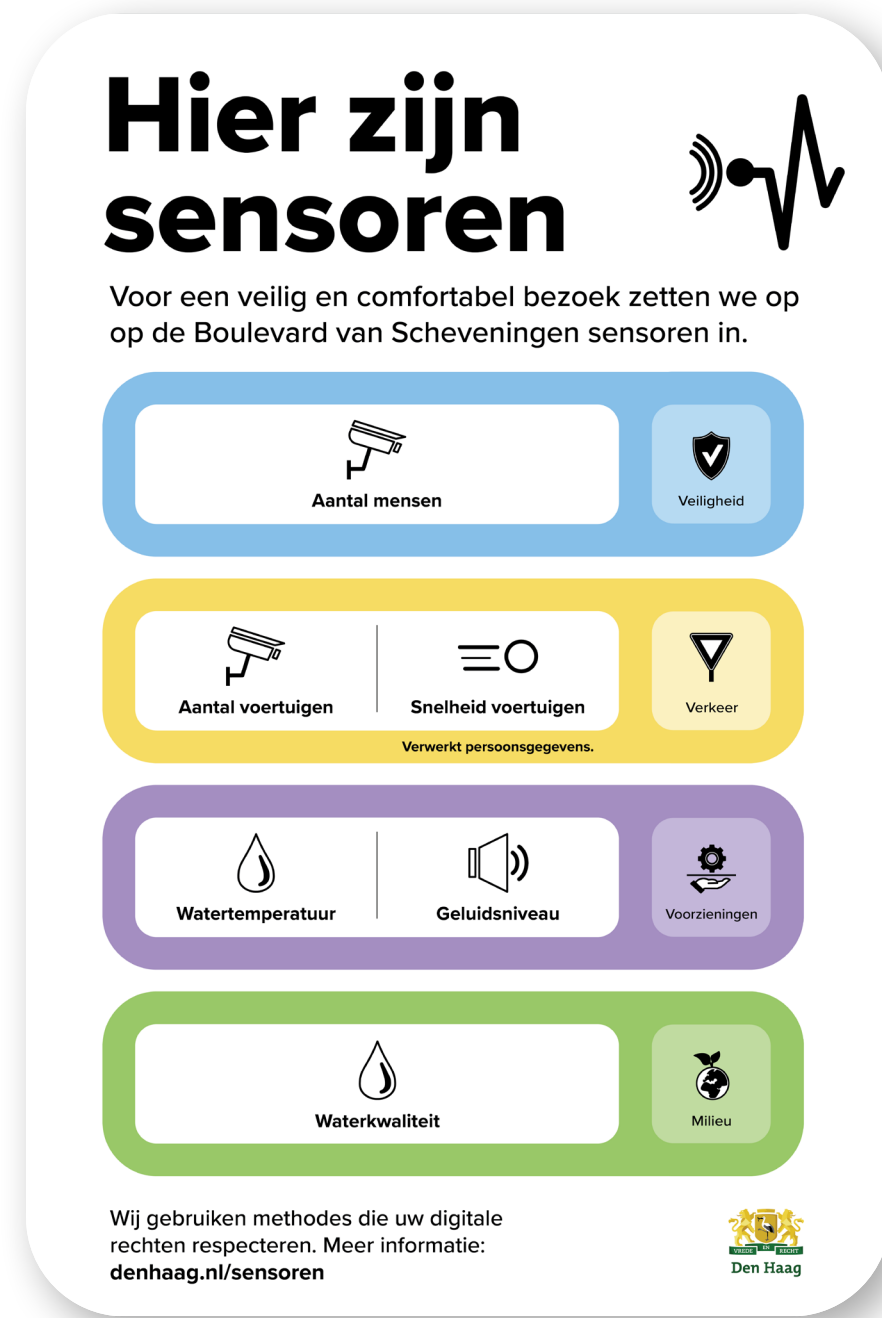 Hier zijn
sensoren
Voor een veilig en comfortabel bezoek zetten we op
op de Boulevard van Scheveningen sensoren in.
Aantal mensen
Veiligheid
Aantal voertuigen
Snelheid voertuigen
Verkeer
Verwerkt persoonsgegevens.
Watertemperatuur
Geluidsniveau
Voorzieningen
Waterkwaliteit
Milieu
Wij gebruiken methodes die uw digitale
rechten respecteren. Meer informatie:
denhaag.nl/sensoren
VREDE EN RECHT
Den Haag